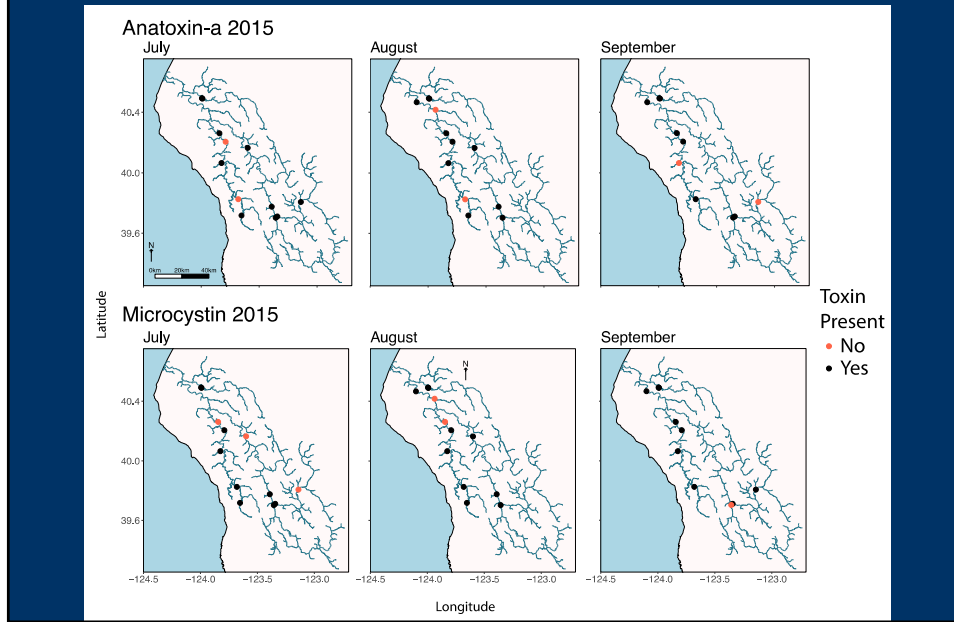 Anatoxin-a 2015
July
August
September
40.4
40.0
39.6
N
0km 20km 40km
Latitude
Microcystin 2015
July
August
September
N
40.4
40.0
39.6
Toxin
Present
No
Yes
−124.5 −124.0 −123.5 −123.0 −124.5 −124.0 −123.5 −123.0 −124.5 −124.0 −123.5 −123.0
Longitude